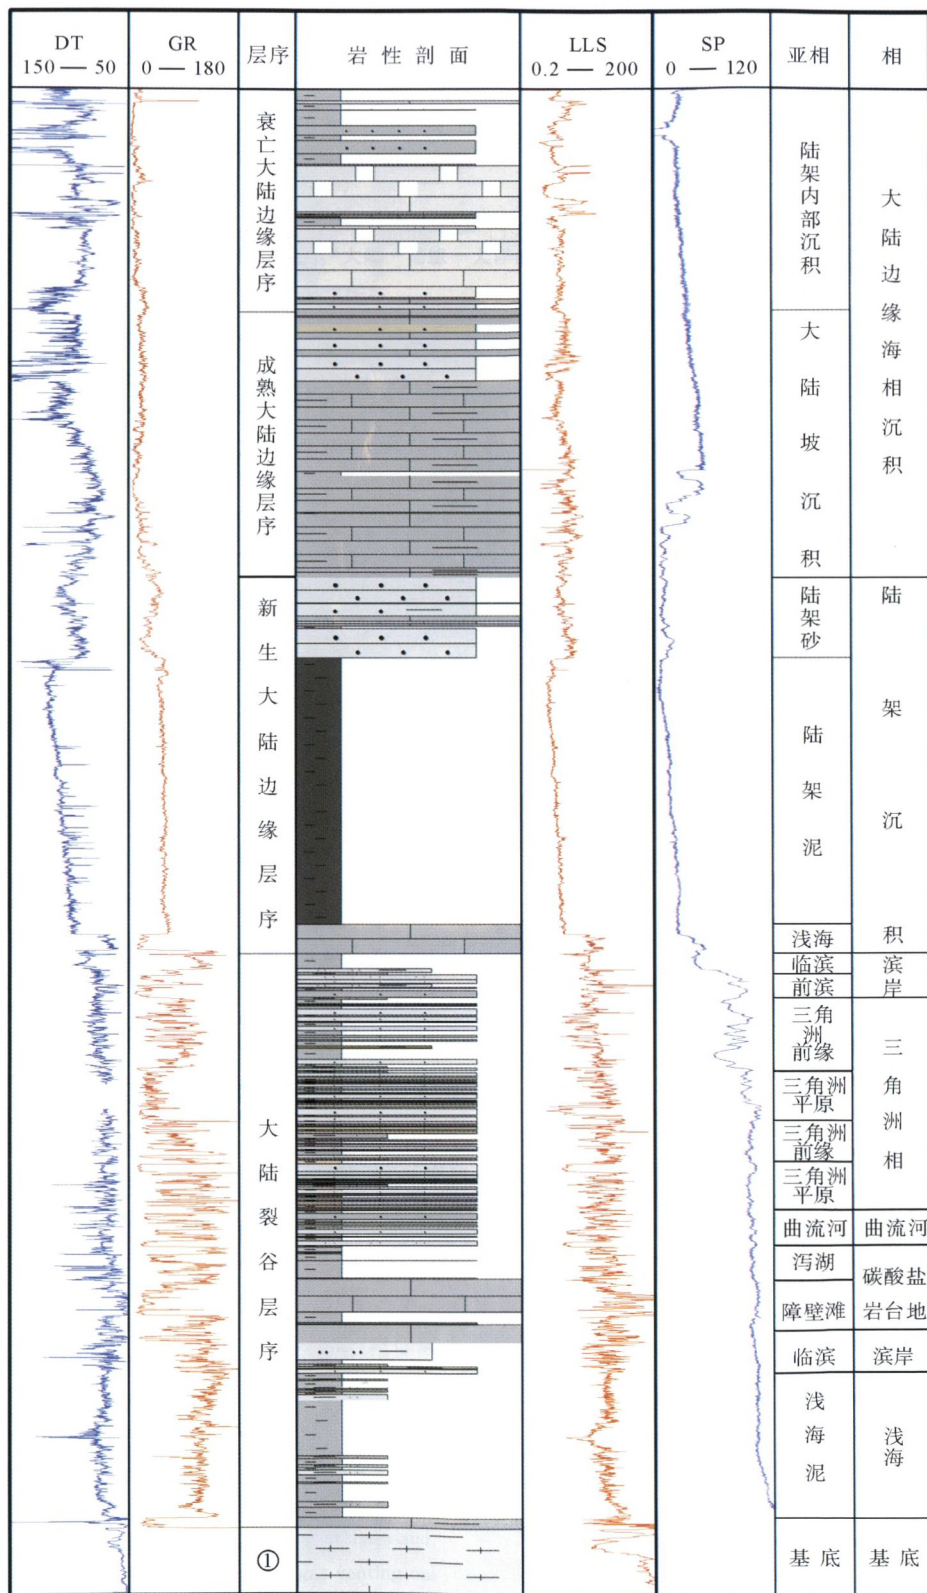 DT
150 — 50
GR
0 — 180
层序
岩性剖面
LLS
0.2 — 200
SP
0 — 120
亚相
相
衰亡大陆边缘层序
成熟大陆边缘层序
新生大陆边缘层序
大陆裂谷层序
①
陆架内部沉积
大陆坡沉积
陆架砂
陆架泥
浅海
临滨
前滨
三角
洲
前缘
三角洲
平原
三角洲
前缘
三角洲
平原
曲流河
泻湖
障壁滩
临滨
浅海泥
基底
大陆边缘海相沉积
陆架沉积
滨
岸
三角洲相
曲流河
碳酸盐
岩台地
滨岸
浅海
基底